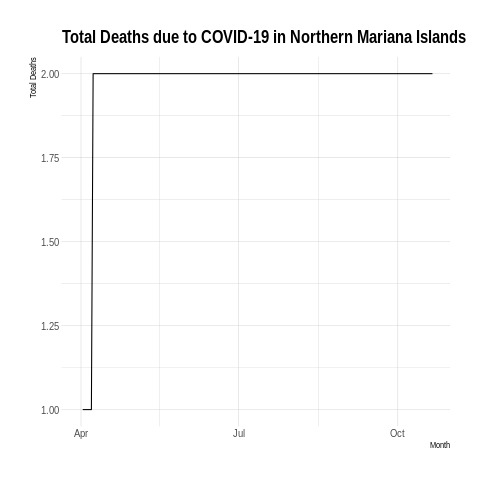 Total Deaths due to COVID-19 in Northern Mariana Islands
Total Deaths
2.00
1.75
1.50
1.25
1.00
Apr Jul Oct
Month